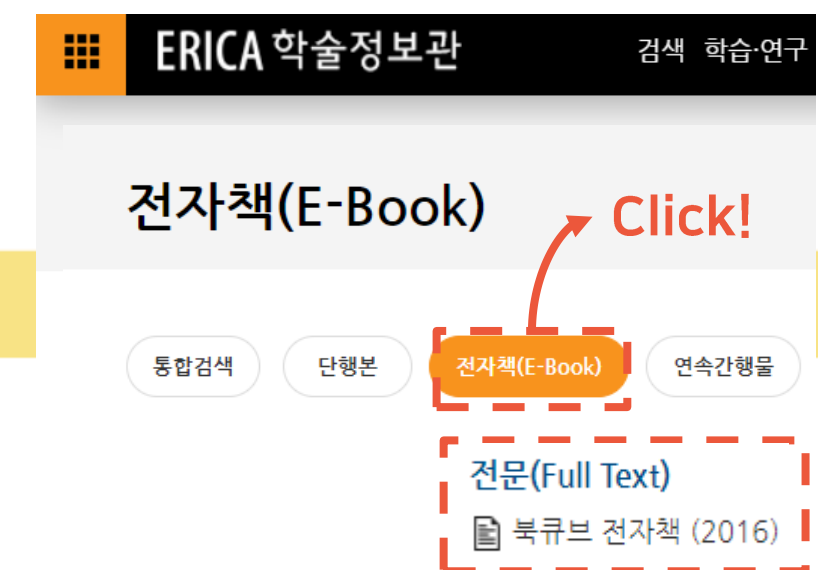 ERICA 학술정보관 검색 학습·연구
전자책(E-Book)
Click!
통합검색 단행본 전자책(E-Book) 연속간행물
전문(Full Text)
북큐브 전자책 (2016)